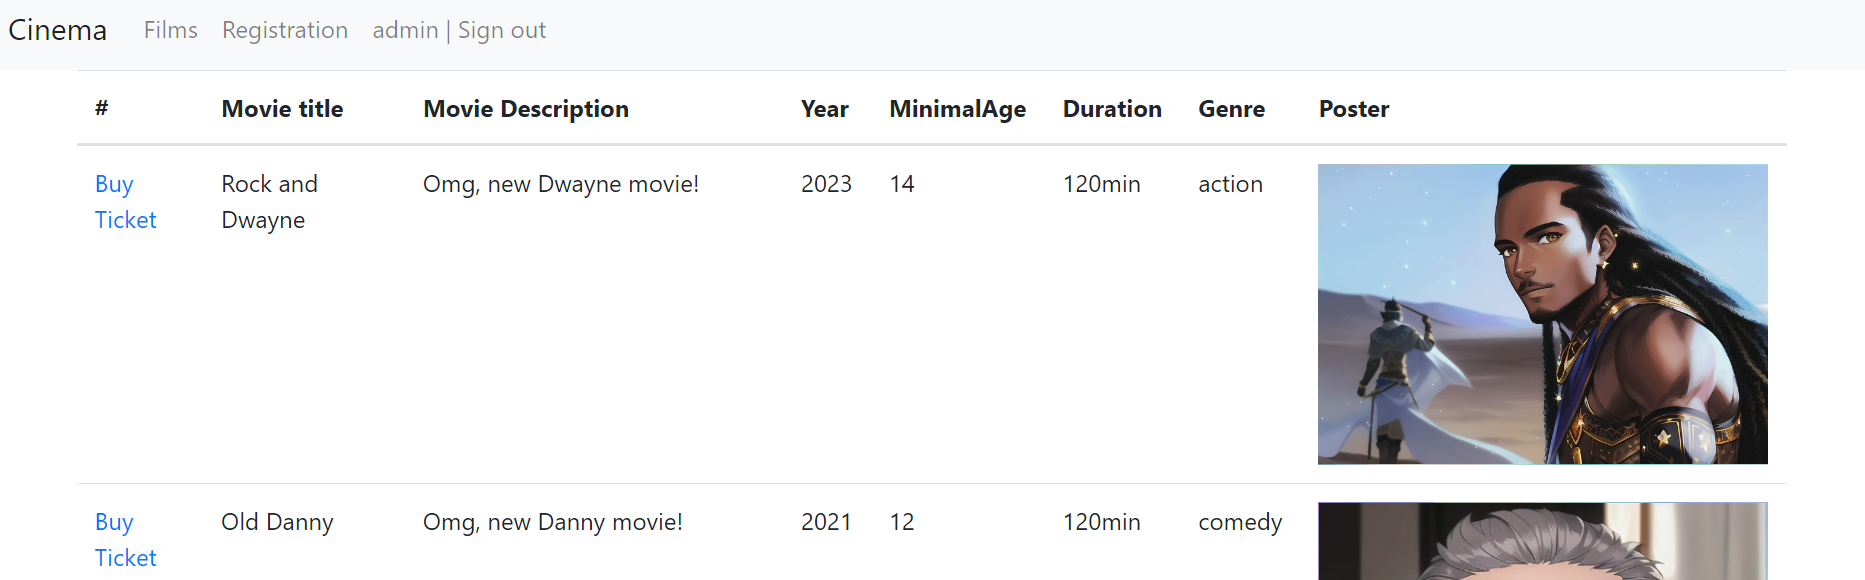 Cinema Films Registration admin | Sign out
# Movie title Movie Description Year MinimalAge Duration Genre Poster
Buy Rock and Omg, new Dwayne movie! 2023 14 120min action
Ticket Dwayne
Buy Old Danny Omg, new Danny movie! 2021 12 120min comedy
Ticket